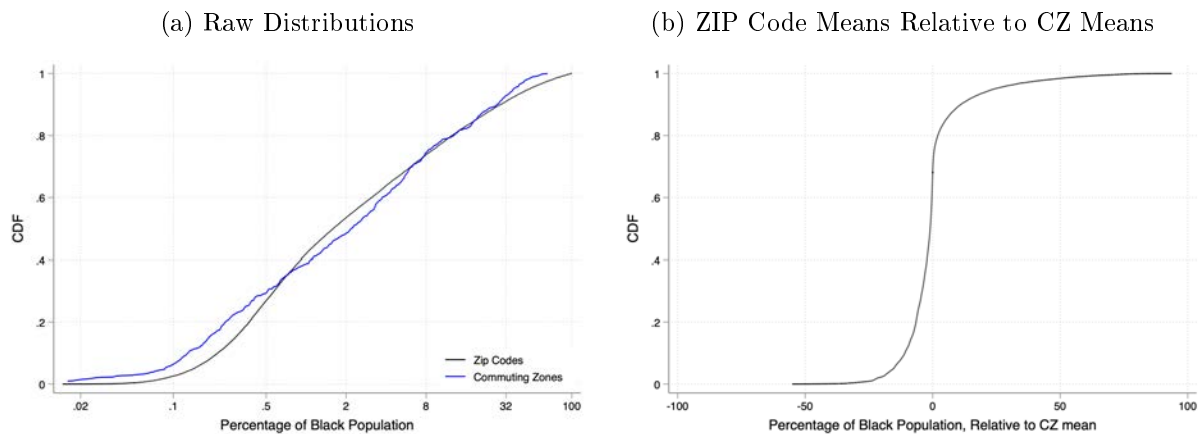 (a) Raw Distributions
1
.8
.6
.4
.2
0
CDF
Zip Codes
Commuting Zones
.02 .1 .5 2 8 32 100
Percentage of Black Population
(b) ZIP Code Means Relative to CZ Means
1
.8
.6
.4
.2
0
CDF
-100 -50 0 50 100
Percentage of Black Population, Relative to CZ mean